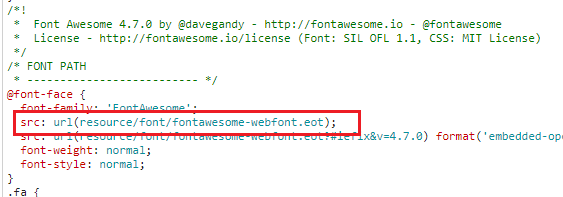 /*!
 *  Font Awesome 4.7.0 by @davegandy - http://fontawesome.io - @fontawesome
 *  License - http://fontawesome.io/license (Font: SIL OFL 1.1, CSS: MIT License)
 */
/* FONT PATH
 * -------------------------- */
@font-face {
  font-family: 'FontAwesome';
  src: url(resource/font/fontawesome-webfont.eot);
  src: url(resource/font/fontawesome-webfont.eot?#iefix&v=4.7.0) format('embedded-ope
  font-weight: normal;
  font-style: normal;
}
.fa {